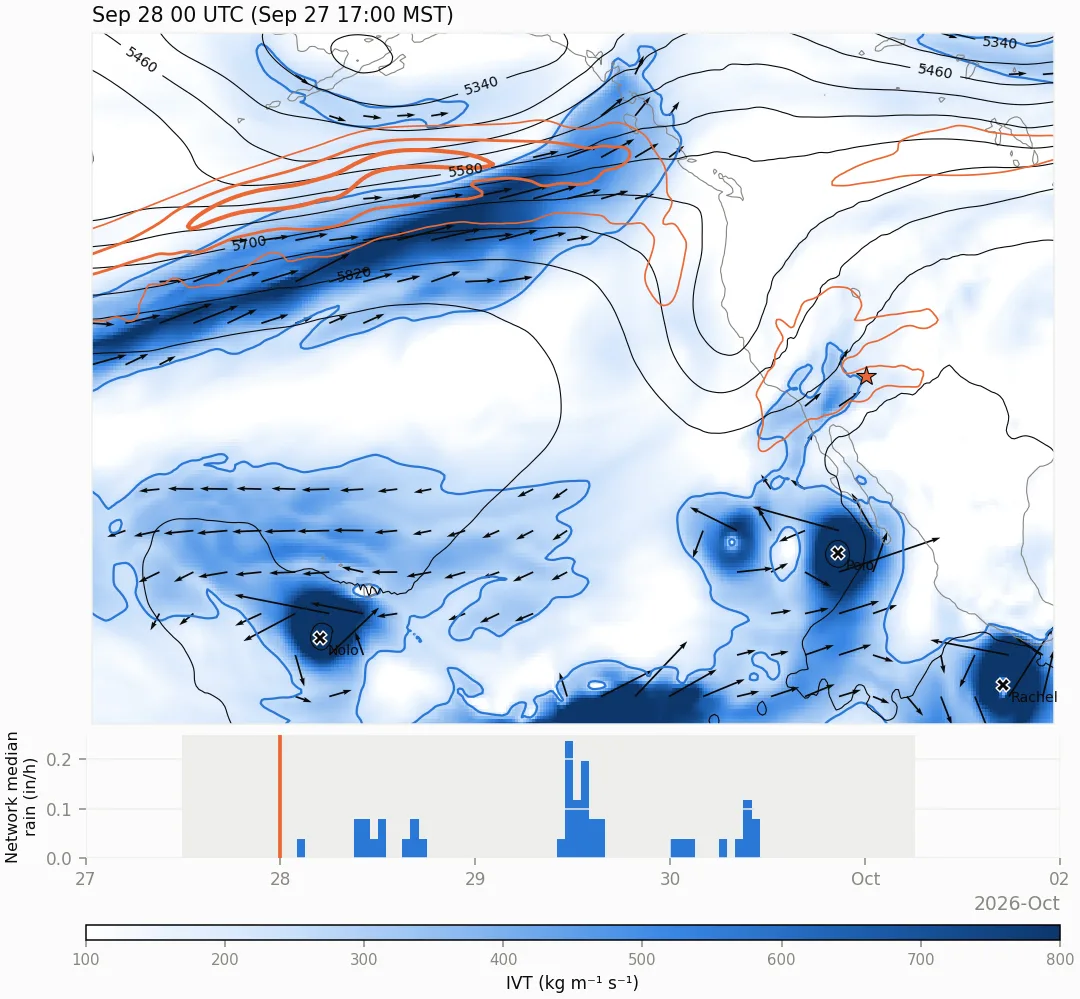 Sep 28 00 UTC (Sep 27 17:00 MST)
5460
5340
5340
5460
5580
5700
5820
Polo
Nolo
Rachel
Network median
rain (in/h)
0.2
0.1
0.0
27
28
29
30
Oct
02
2026-Oct
100
200
300
400
500
600
700
800
IVT (kg m⁻¹ s⁻¹)